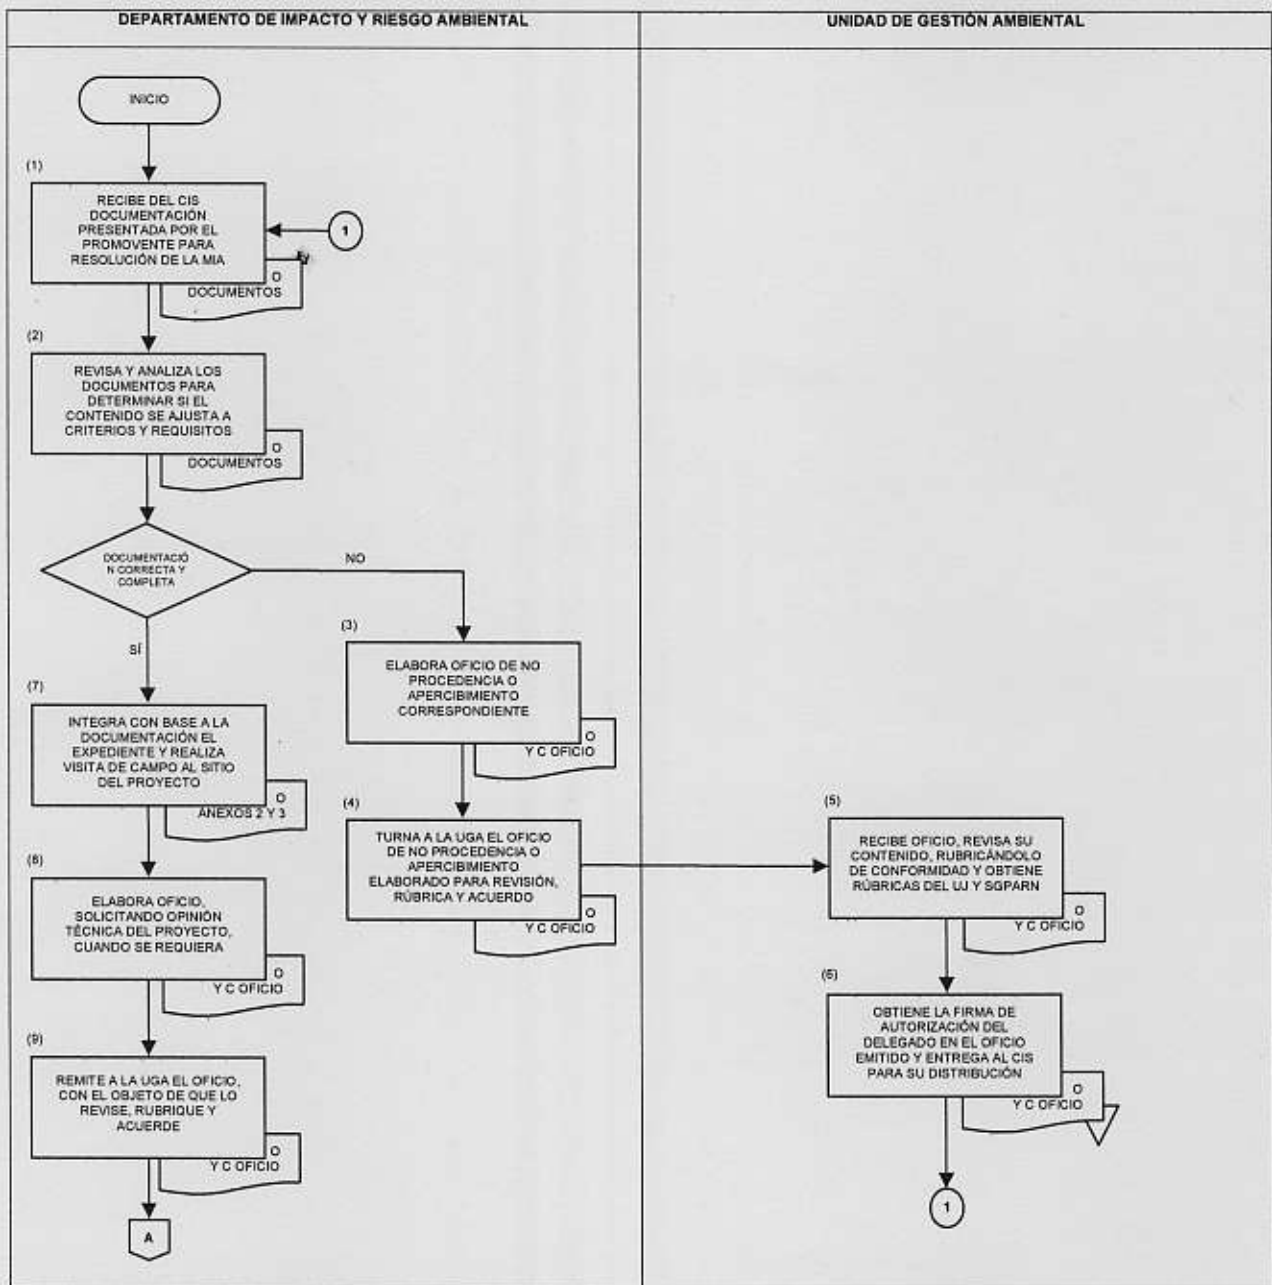 DEPARTAMENTO DE IMPACTO Y RIESGO AMBIENTAL
UNIDAD DE GESTIÓN AMBIENTAL
INICIO
(1)
RECIBE DEL CIS
DOCUMENTACIÓN
PRESENTADA POR EL
PROMOVENTE PARA
RESOLUCIÓN DE LA MIA
1
O
DOCUMENTOS
(2)
REVISA Y ANALIZA LOS
DOCUMENTOS PARA
DETERMINAR SI EL
CONTENIDO SE AJUSTA A
CRITERIOS Y REQUISITOS
O
DOCUMENTOS
DOCUMENTACIÓ
N CORRECTA Y
COMPLETA
NO
SÍ
(3)
ELABORA OFICIO DE NO
PROCEDENCIA O
APERCIBIMIENTO
CORRESPONDIENTE
O
Y C OFICIO
(4)
TURNA A LA UGA EL OFICIO
DE NO PROCEDENCIA O
APERCIBIMIENTO
ELABORADO PARA REVISIÓN,
RÚBRICA Y ACUERDO
O
Y C OFICIO
(5)
RECIBE OFICIO, REVISA SU
CONTENIDO, RUBRICÁNDOLO
DE CONFORMIDAD Y OBTIENE
RÚBRICAS DEL UJ Y SGPARN
O
Y C OFICIO
(6)
OBTIENE LA FIRMA DE
AUTORIZACIÓN DEL
DELEGADO EN EL OFICIO
EMITIDO Y ENTREGA AL CIS
PARA SU DISTRIBUCIÓN
O
Y C OFICIO
1
(7)
INTEGRA CON BASE A LA
DOCUMENTACIÓN EL
EXPEDIENTE Y REALIZA
VISITA DE CAMPO AL SITIO
DEL PROYECTO
O
ANEXOS 2 Y 3
(8)
ELABORA OFICIO,
SOLICITANDO OPINIÓN
TÉCNICA DEL PROYECTO,
CUANDO SE REQUIERA
O
Y C OFICIO
(9)
REMITE A LA UGA EL OFICIO,
CON EL OBJETO DE QUE LO
REVISE, RUBRIQUE Y
ACUERDE
O
Y C OFICIO
A